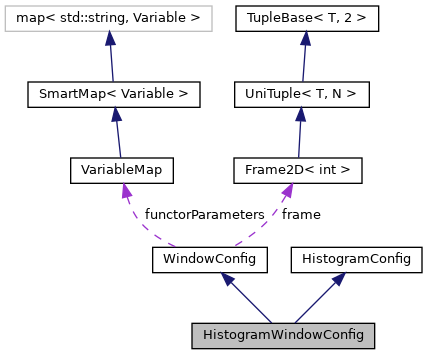 map< std::string, Variable >
TupleBase< T, 2 >
SmartMap< Variable >
UniTuple< T, N >
VariableMap
Frame2D< int >
functorParameters
frame
WindowConfig
HistogramConfig
HistogramWindowConfig